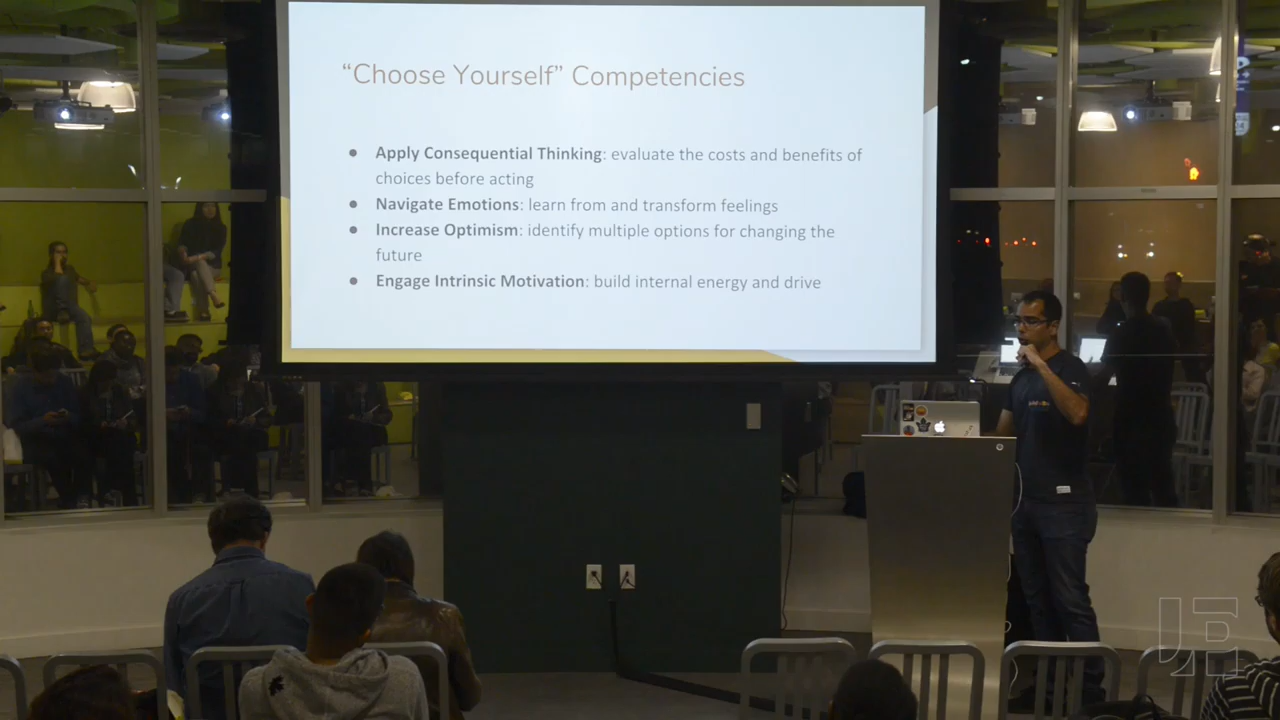 “Choose Yourself” Competencies
● Apply Consequential Thinking: evaluate the costs and benefits of
choices before acting
● Navigate Emotions: learn from and transform feelings
● Increase Optimism: identify multiple options for changing the
future
● Engage Intrinsic Motivation: build internal energy and drive